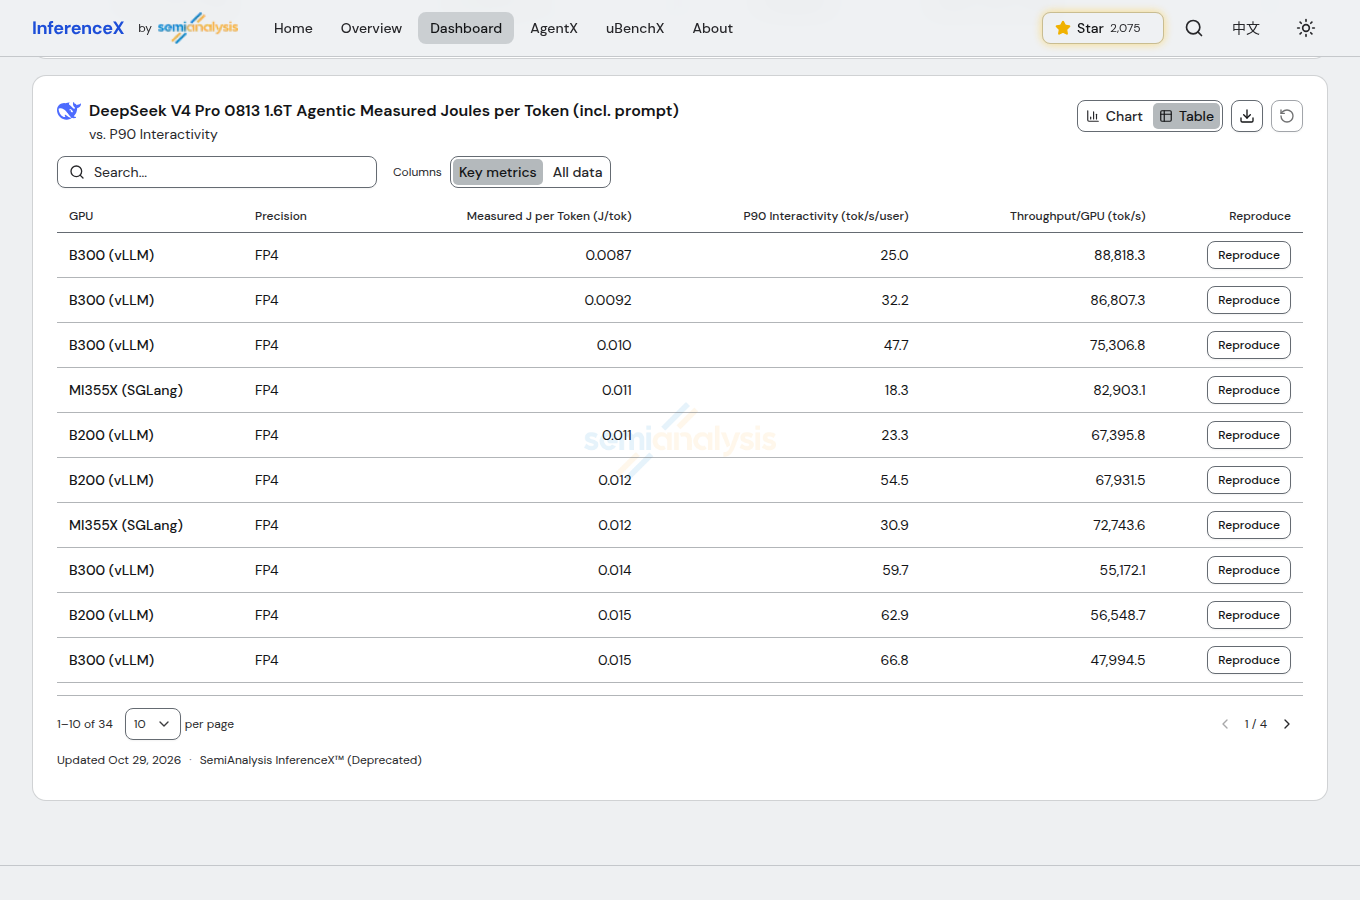 InferenceX by semianalysis Home Overview Dashboard AgentX uBenchX About Star 2,075 中文
DeepSeek V4 Pro 0813 1.6T Agentic Measured Joules per Token (incl. prompt)
vs. P90 Interactivity
Chart Table
Search... Columns Key metrics All data
GPU Precision Measured J per Token (J/tok) P90 Interactivity (tok/s/user) Throughput/GPU (tok/s) Reproduce
B300 (vLLM) FP4 0.0087 25.0 88,818.3 Reproduce
B300 (vLLM) FP4 0.0092 32.2 86,807.3 Reproduce
B300 (vLLM) FP4 0.010 47.7 75,306.8 Reproduce
MI355X (SGLang) FP4 0.011 18.3 82,903.1 Reproduce
B200 (vLLM) FP4 0.011 23.3 67,395.8 Reproduce
semianalysis
B200 (vLLM) FP4 0.012 54.5 67,931.5 Reproduce
MI355X (SGLang) FP4 0.012 30.9 72,743.6 Reproduce
B300 (vLLM) FP4 0.014 59.7 55,172.1 Reproduce
B200 (vLLM) FP4 0.015 62.9 56,548.7 Reproduce
B300 (vLLM) FP4 0.015 66.8 47,994.5 Reproduce
1–10 of 34 10 per page 1 / 4
Updated Oct 29, 2026 · SemiAnalysis InferenceX™ (Deprecated)